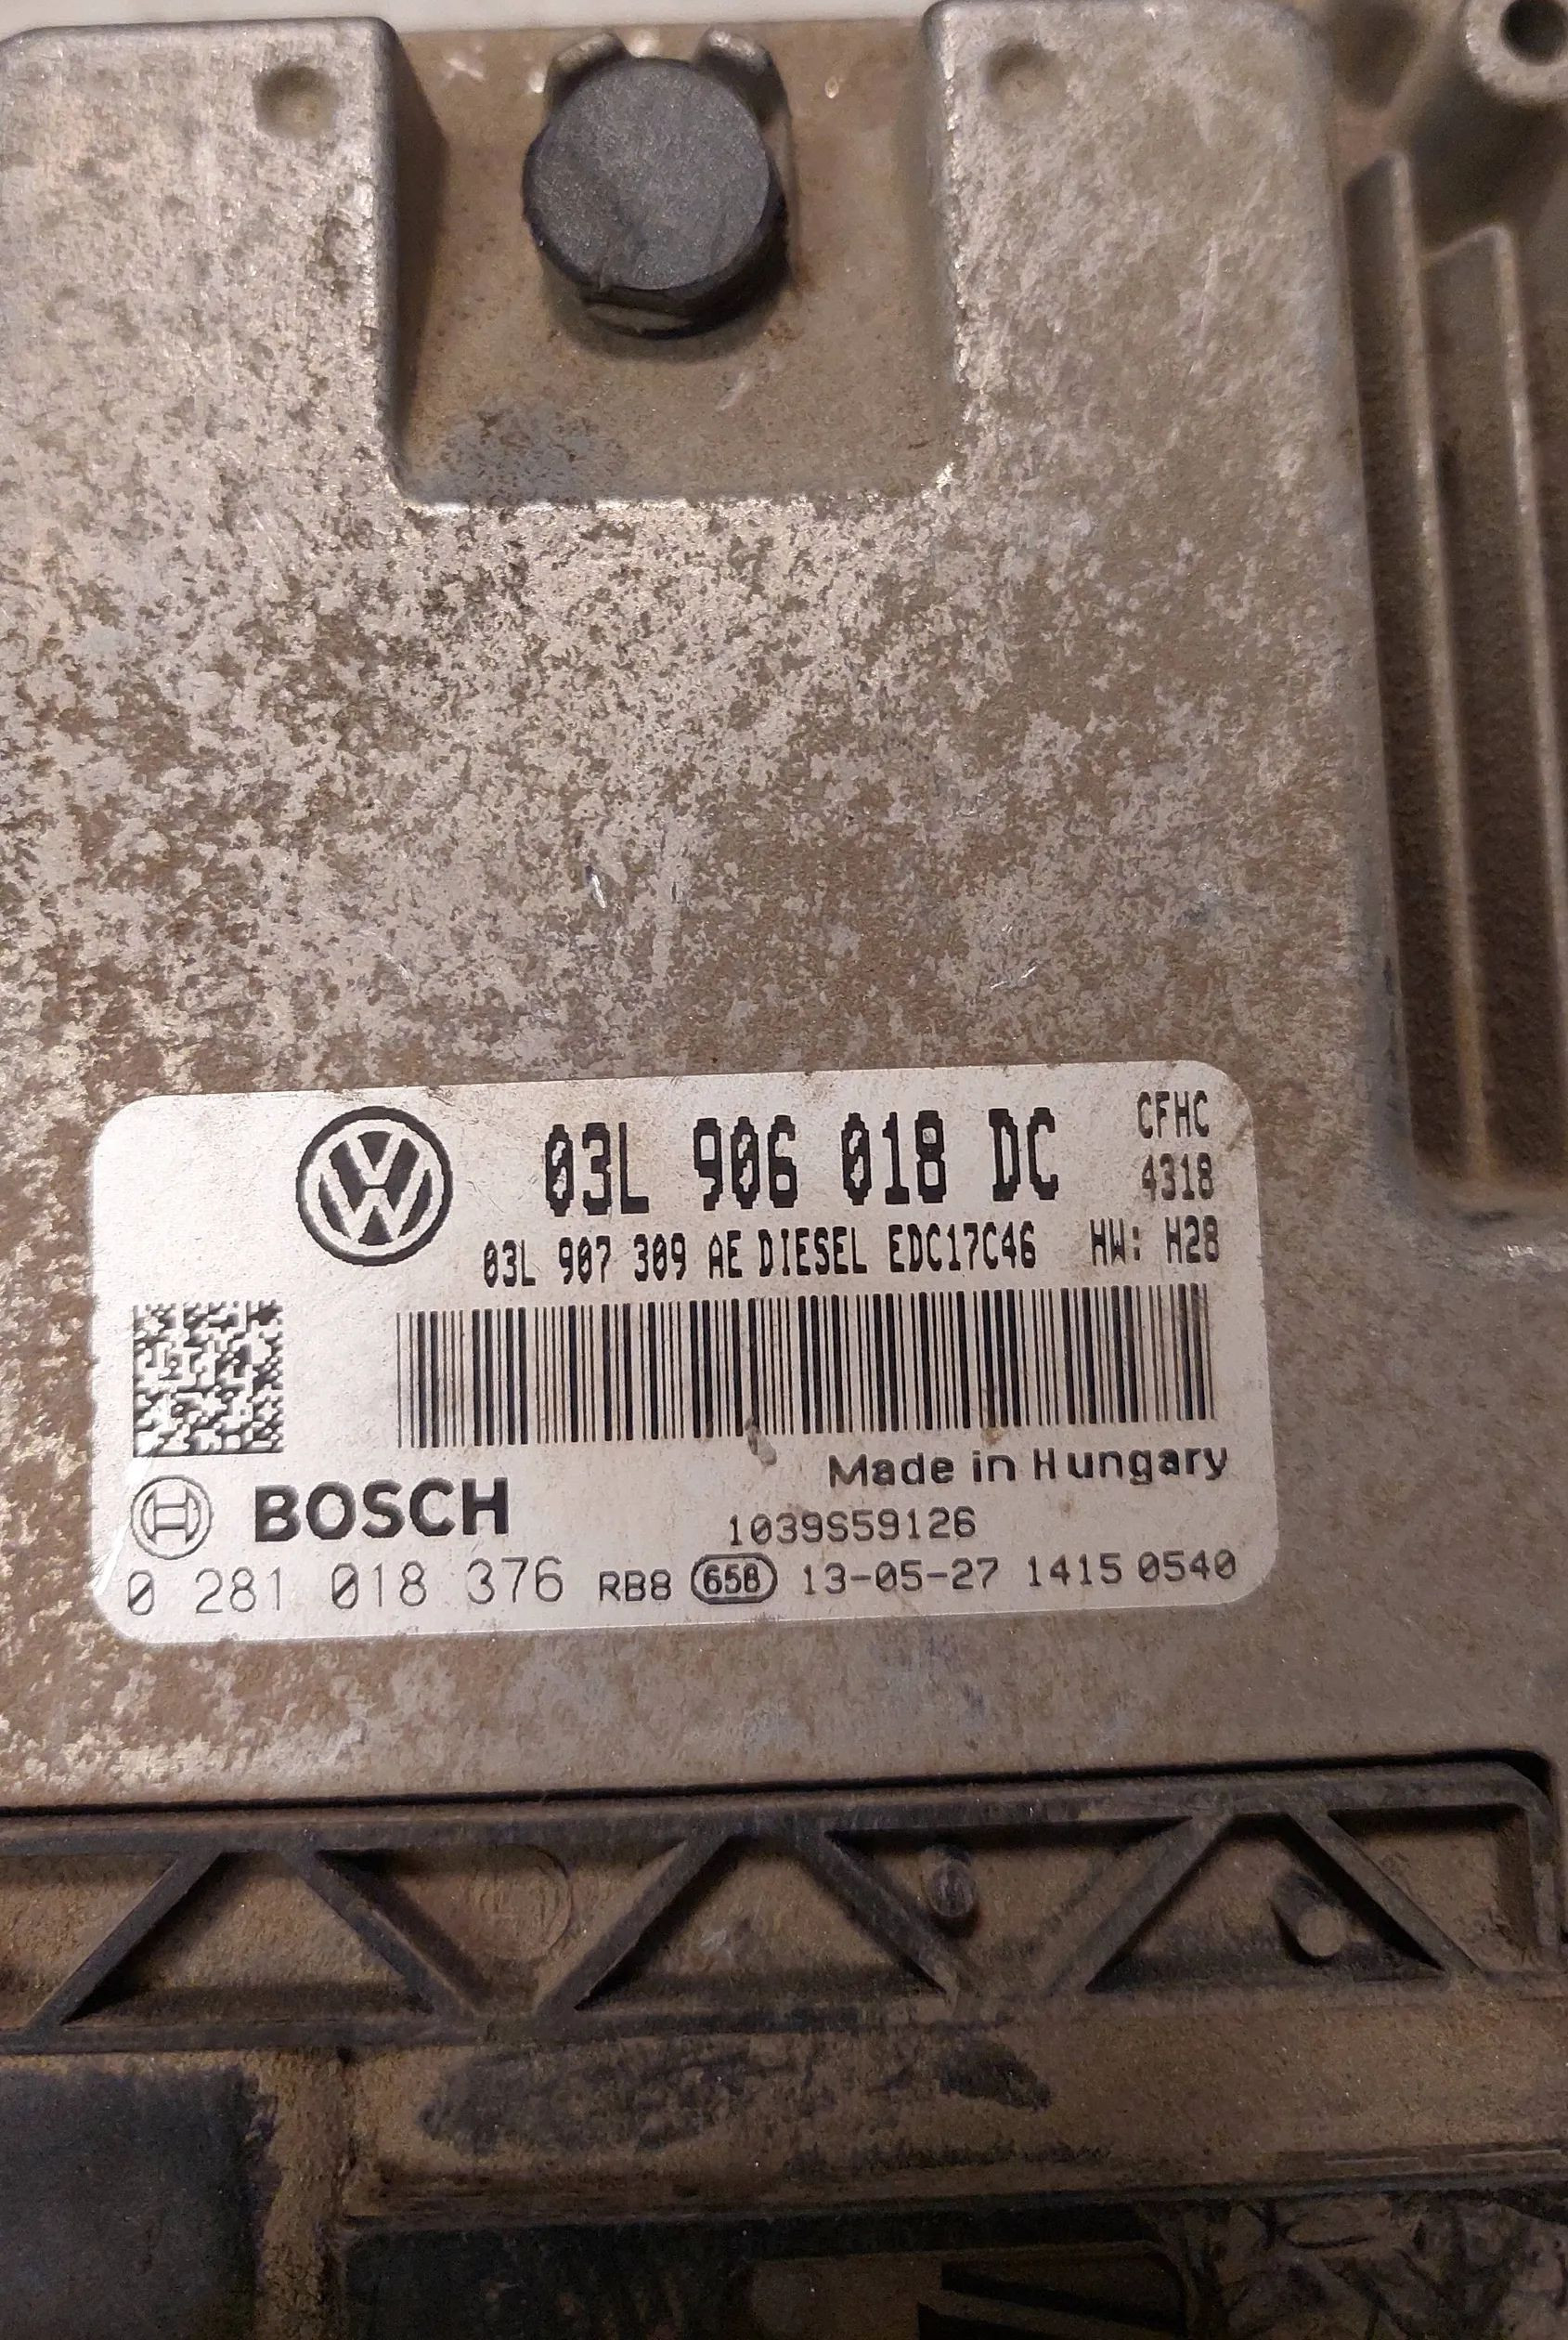 03L 906 018 DC
CFHC
4318
03L 907 309 AE DIESEL EDC17C46 HW: H28
Made in Hungary
BOSCH
1039S59126
0 281 018 376 RB8 658 13-05-27 1415 0540